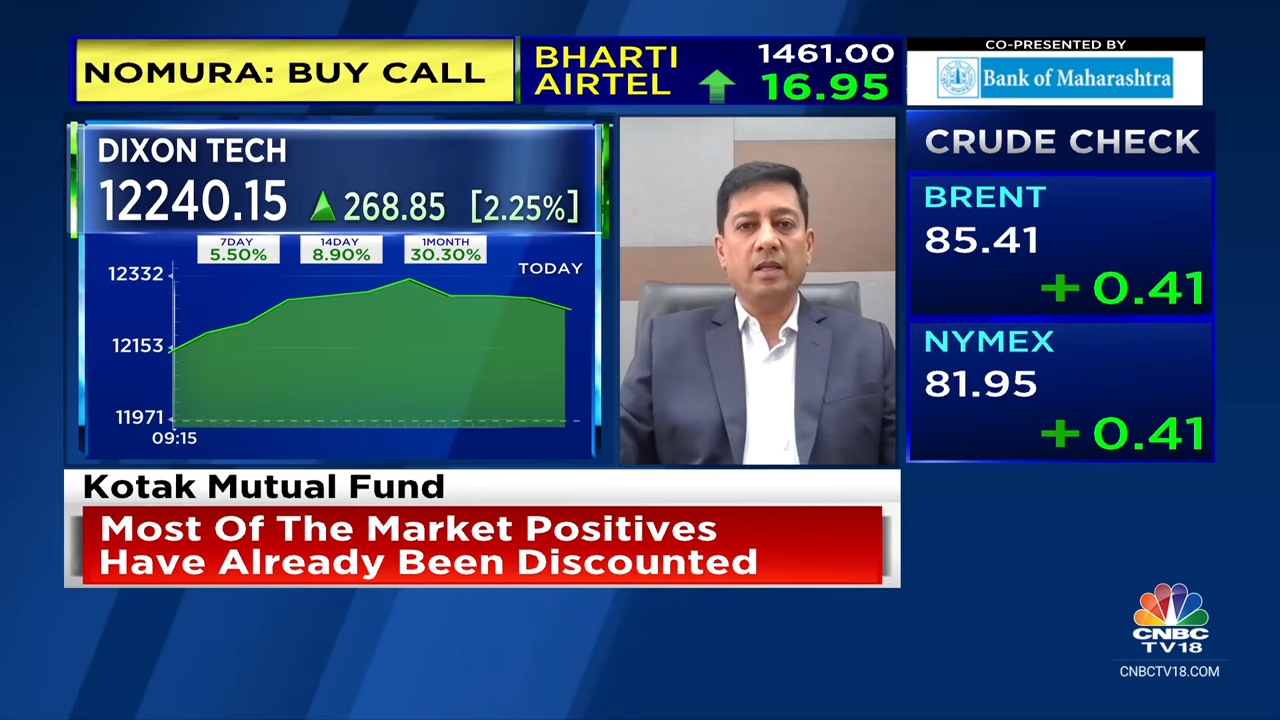 NOMURA: BUY CALL
BHARTI
AIRTEL
1461.00
16.95
CO-PRESENTED BY
Bank of Maharashtra
DIXON TECH
12240.15 268.85 [2.25%]
7DAY
5.50%
14DAY
8.90%
1MONTH
30.30%
TODAY
12332
12153
11971
09:15
CRUDE CHECK
BRENT
85.41
+ 0.41
NYMEX
81.95
+ 0.41
Kotak Mutual Fund
Most Of The Market Positives
Have Already Been Discounted
CNBC
TV18
CNBCTV18.COM